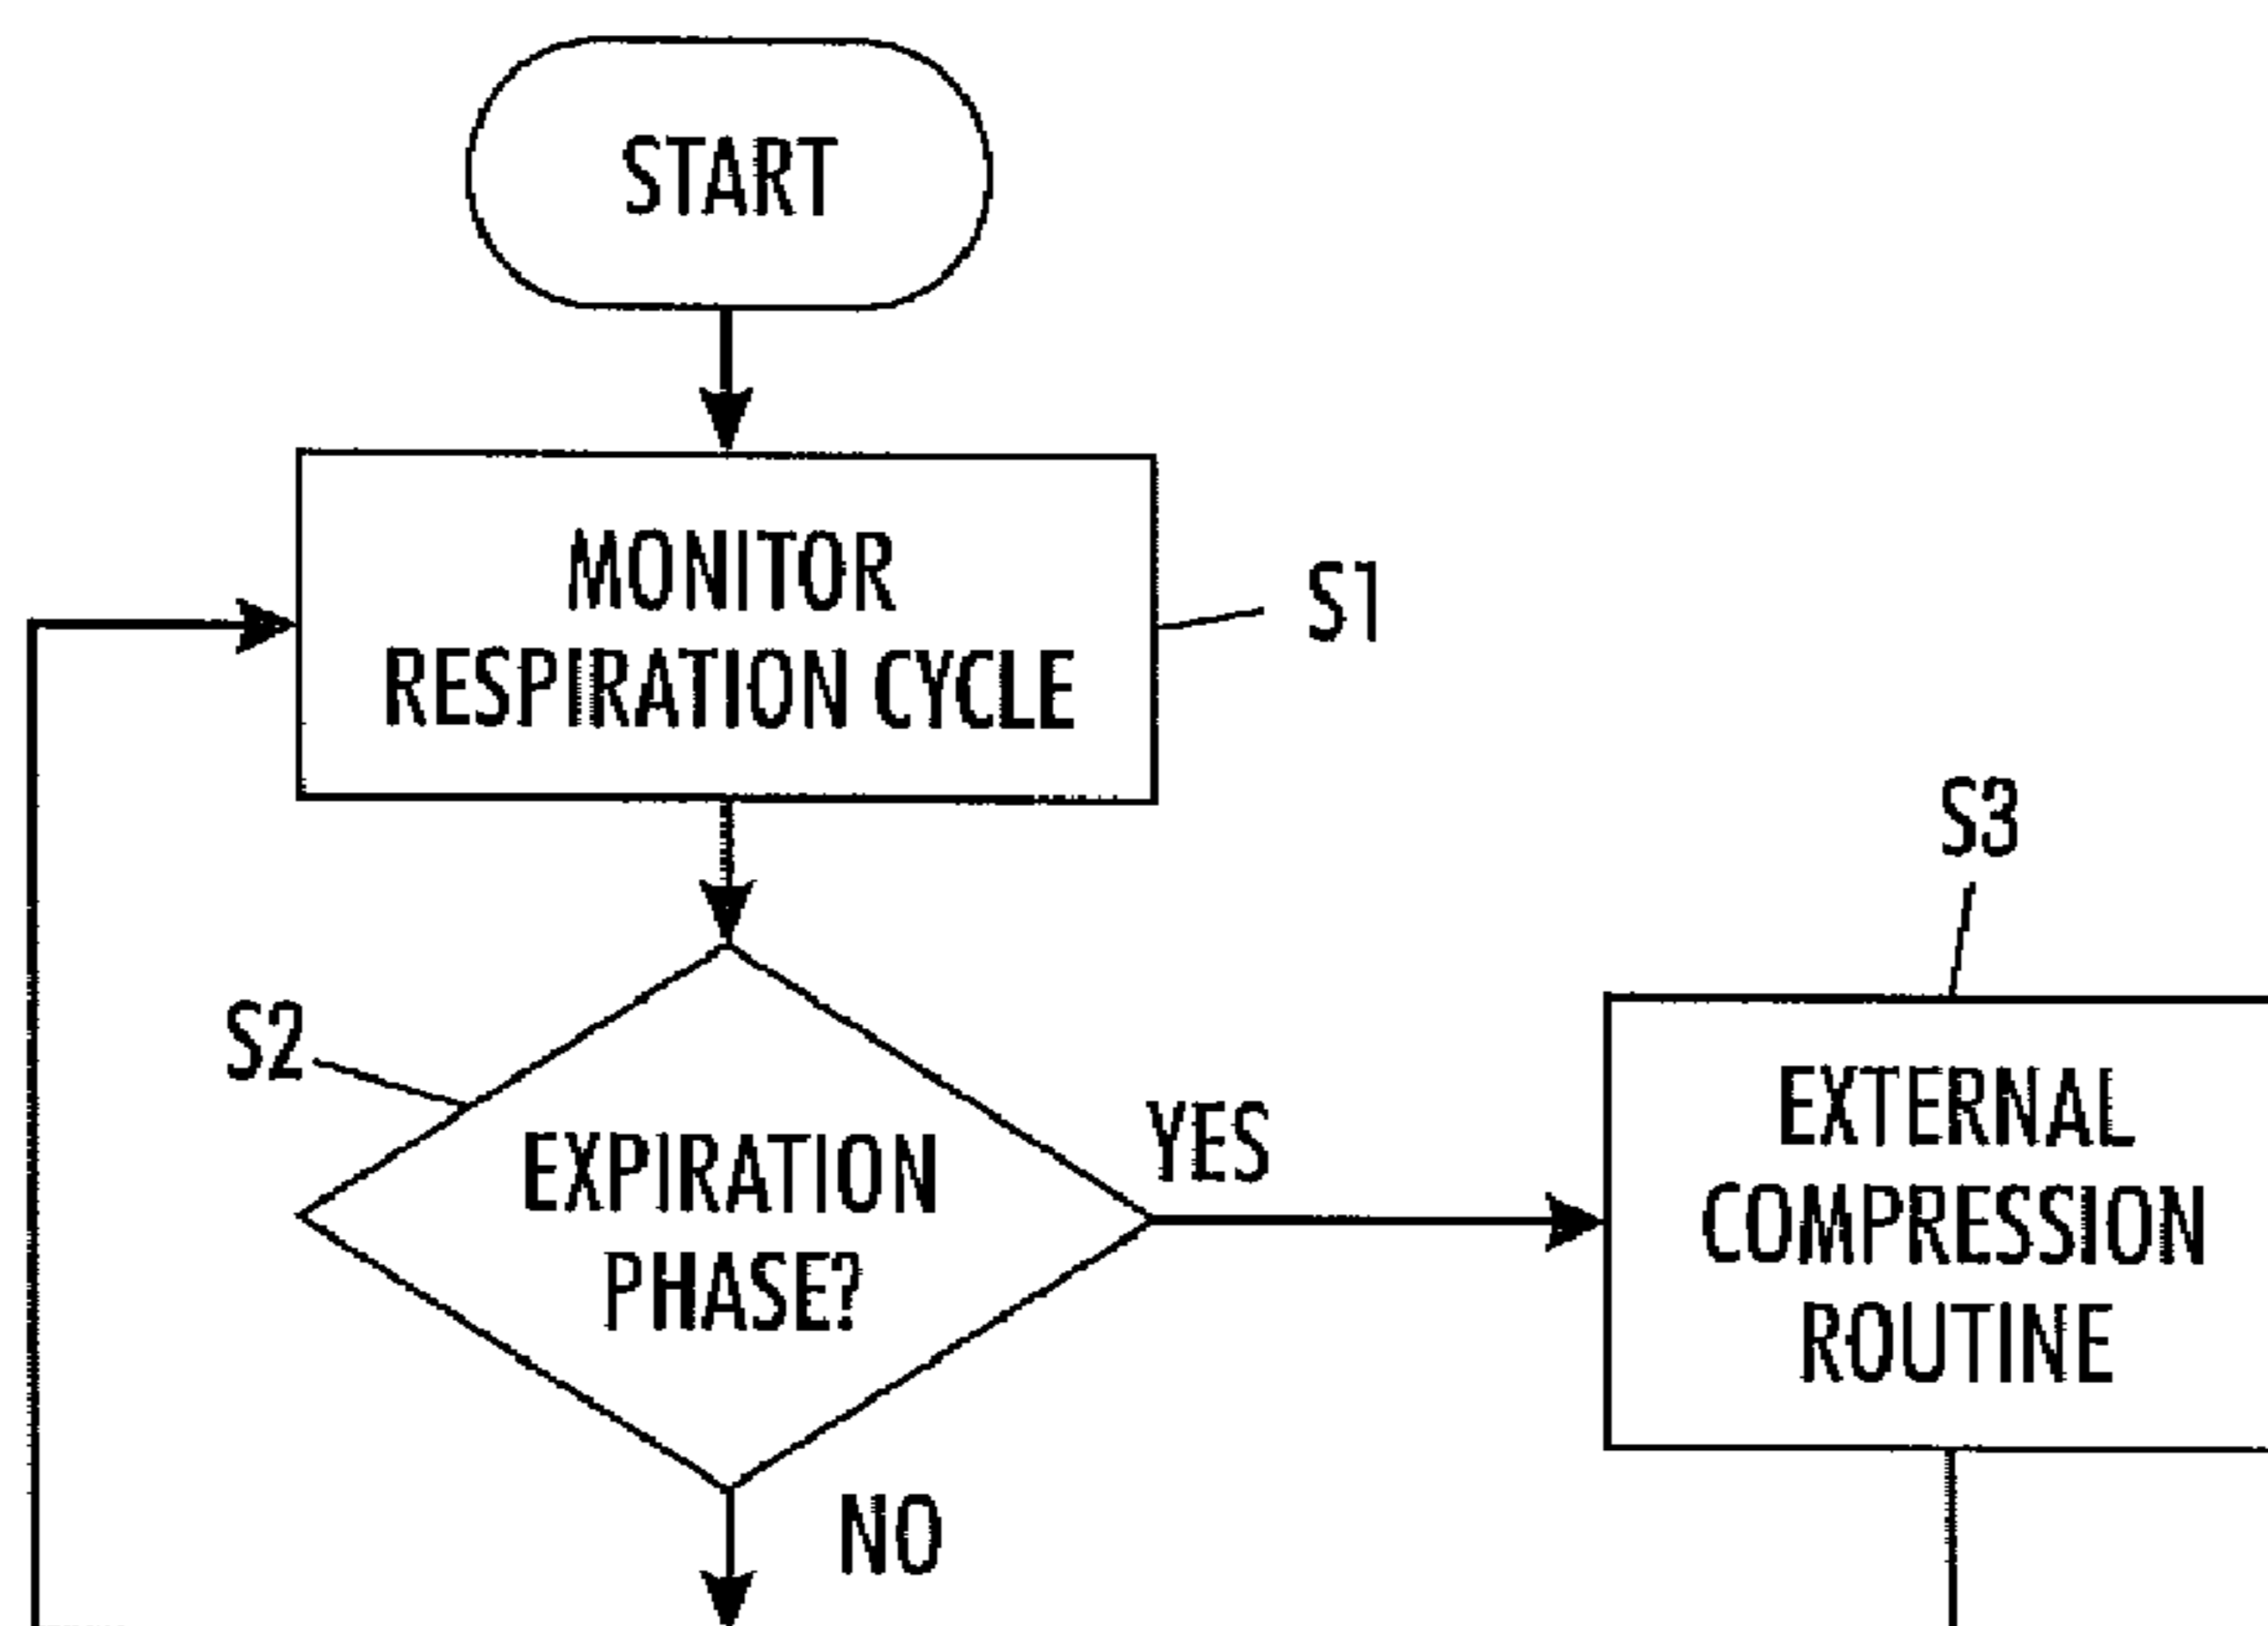 START
MONITOR
RESPIRATION CYCLE
S1
S3
S2
EXPIRATION
PHASE?
YES
EXTERNAL
COMPRESSION
ROUTINE
NO